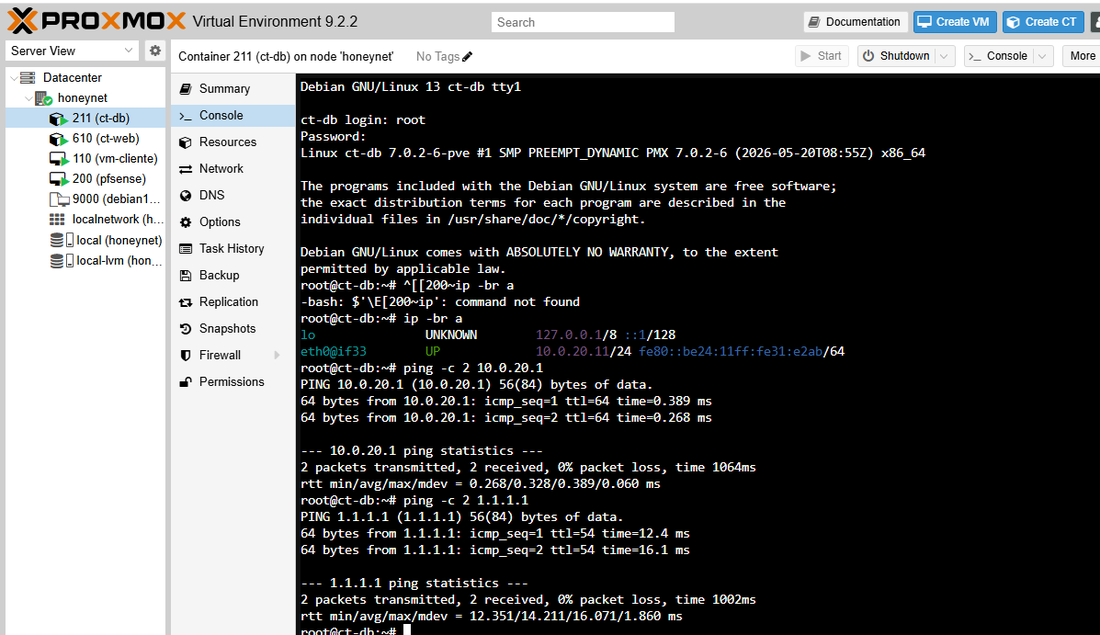 PROXMOX Virtual Environment 9.2.2
Search
Documentation
Create VM
Create CT
Server View
Container 211 (ct-db) on node 'honeynet'
No Tags
Start
Shutdown
Console
More
Datacenter
honeynet
211 (ct-db)
610 (ct-web)
110 (vm-cliente)
200 (pfsense)
9000 (debian1...
localnetwork (h...
local (honeynet)
local-lvm (hon...
Summary
Console
Resources
Network
DNS
Options
Task History
Backup
Replication
Snapshots
Firewall
Permissions
Debian GNU/Linux 13 ct-db tty1
ct-db login: root
Password:
Linux ct-db 7.0.2-6-pve #1 SMP PREEMPT_DYNAMIC PMX 7.0.2-6 (2026-05-20T08:55Z) x86_64
The programs included with the Debian GNU/Linux system are free software;
the exact distribution terms for each program are described in the
individual files in /usr/share/doc/*/copyright.
Debian GNU/Linux comes with ABSOLUTELY NO WARRANTY, to the extent
permitted by applicable law.
root@ct-db:~# ^[[200~ip -br a
-bash: $'\E[200~ip': command not found
root@ct-db:~# ip -br a
lo UNKNOWN 127.0.0.1/8 ::1/128
eth0@if33 UP 10.0.20.11/24 fe80::be24:11ff:fe31:e2ab/64
root@ct-db:~# ping -c 2 10.0.20.1
PING 10.0.20.1 (10.0.20.1) 56(84) bytes of data.
64 bytes from 10.0.20.1: icmp_seq=1 ttl=64 time=0.389 ms
64 bytes from 10.0.20.1: icmp_seq=2 ttl=64 time=0.268 ms
--- 10.0.20.1 ping statistics ---
2 packets transmitted, 2 received, 0% packet loss, time 1064ms
rtt min/avg/max/mdev = 0.268/0.328/0.389/0.060 ms
root@ct-db:~# ping -c 2 1.1.1.1
PING 1.1.1.1 (1.1.1.1) 56(84) bytes of data.
64 bytes from 1.1.1.1: icmp_seq=1 ttl=54 time=12.4 ms
64 bytes from 1.1.1.1: icmp_seq=2 ttl=54 time=16.1 ms
--- 1.1.1.1 ping statistics ---
2 packets transmitted, 2 received, 0% packet loss, time 1002ms
rtt min/avg/max/mdev = 12.351/14.211/16.071/1.860 ms
root@ct-db:~#